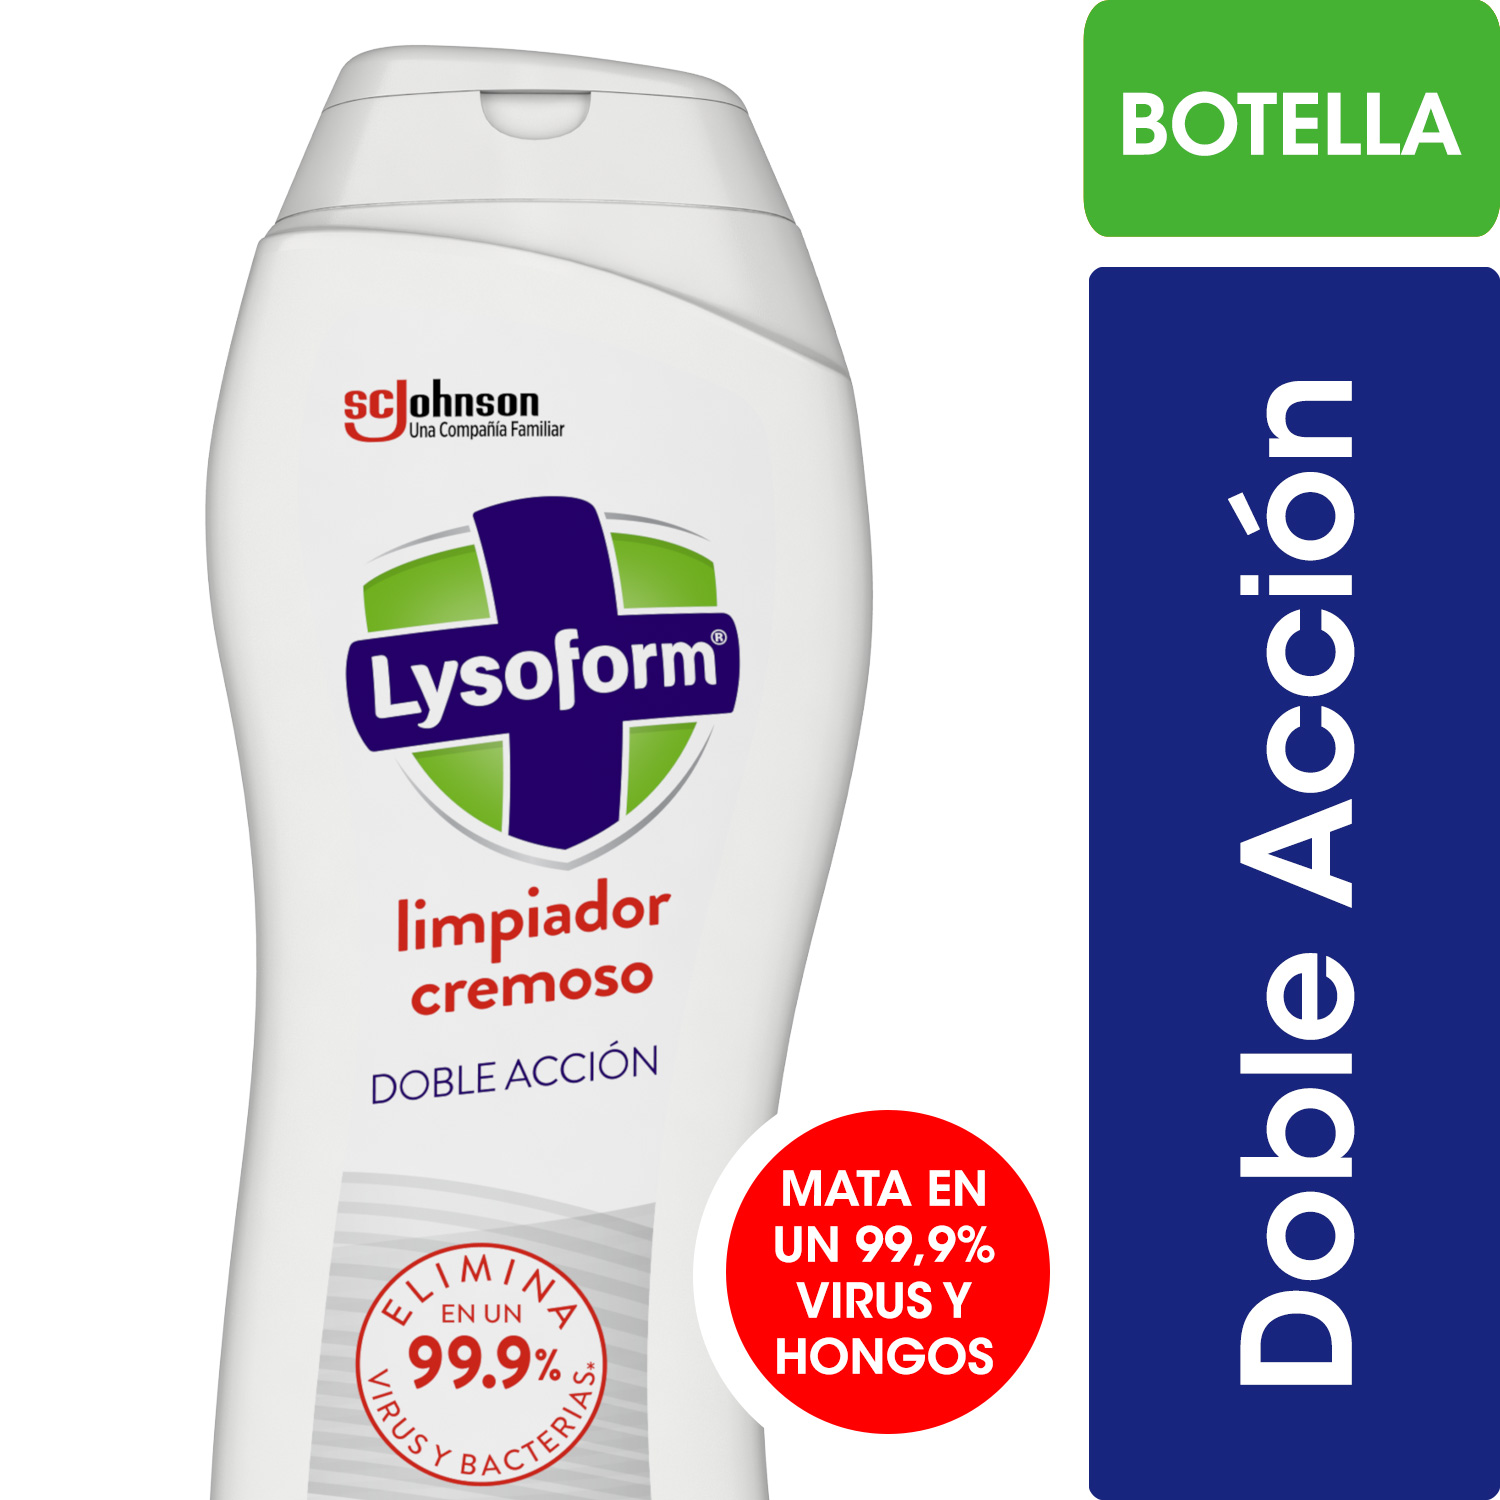 SCJohnson
Una Compañía Familiar
Lysoform®
limpiador
cremoso
DOBLE ACCIÓN
ELIMINA
EN UN
99.9%
VIRUS Y BACTERIAS*
MATA EN
UN 99,9%
VIRUS Y
HONGOS
BOTELLA
Doble Acción